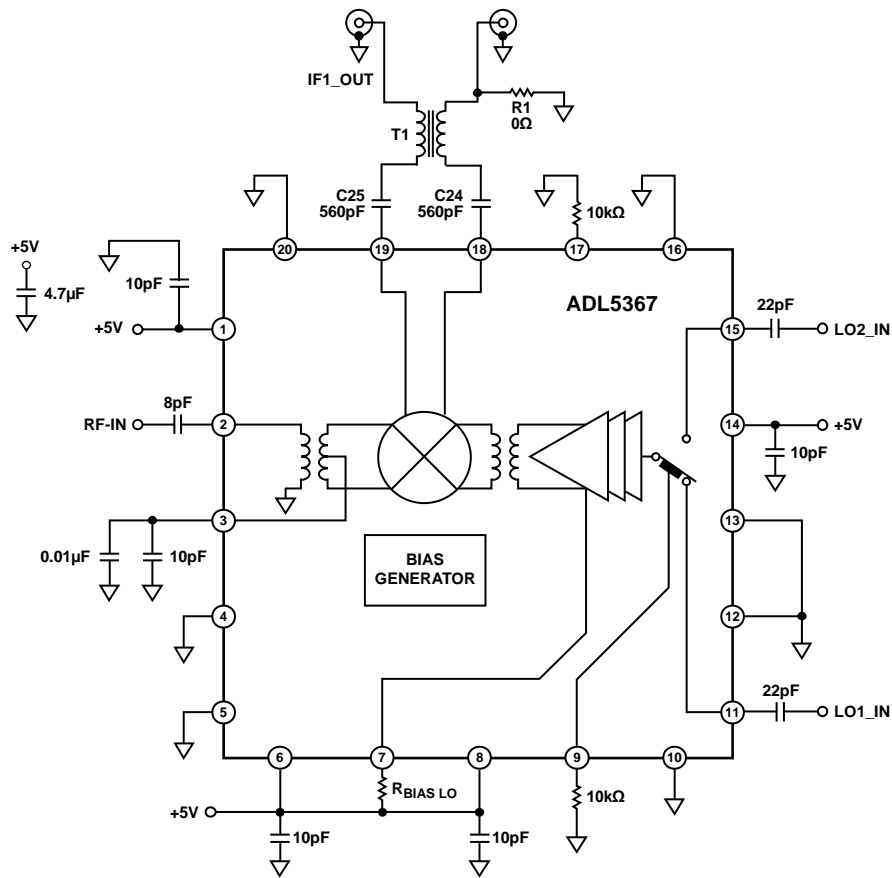 IF1_OUT
R1
0Ω
T1
C25
560pF
C24
560pF
10kΩ
20
19
18
17
16
+5V
4.7µF
10pF
+5V
1
ADL5367
22pF
15
LO2_IN
RF-IN
8pF
2
14
+5V
10pF
3
13
0.01µF
10pF
BIAS
GENERATOR
4
12
5
22pF
11
LO1_IN
6
7
8
9
10
+5V
RBIAS LO
10pF
10pF
10kΩ